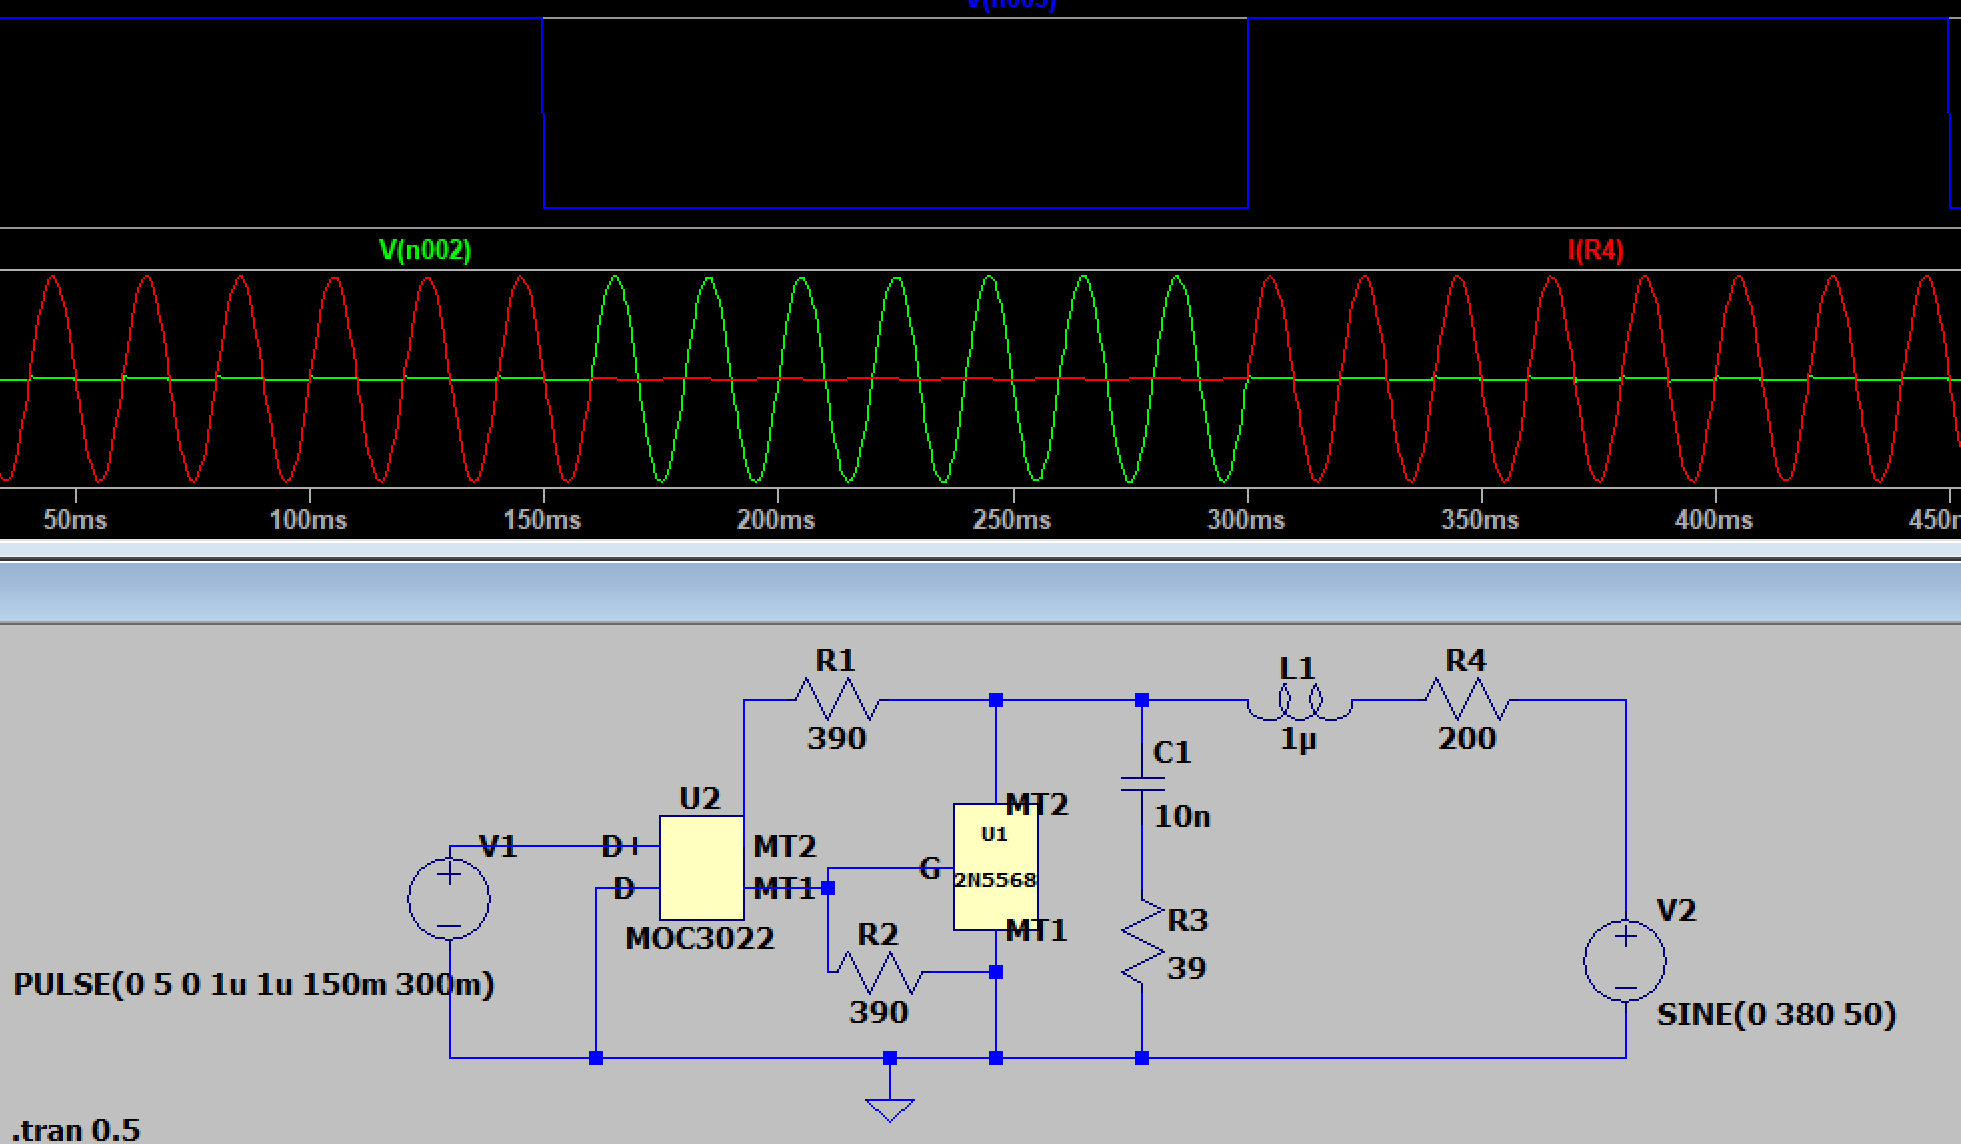 V(n003)
V(n002) I(R4)
50ms 100ms 150ms 200ms 250ms 300ms 350ms 400ms
R1
390
L1
1µ
R4
200
C1
10n
U2
V1
D+
D
MT2
MT1
MOC3022
MT2
U1
G
2N5568
MT1
R2
390
R3
39
V2
PULSE(0 5 0 1u 1u 150m 300m)
SINE(0 380 50)
.tran 0.5